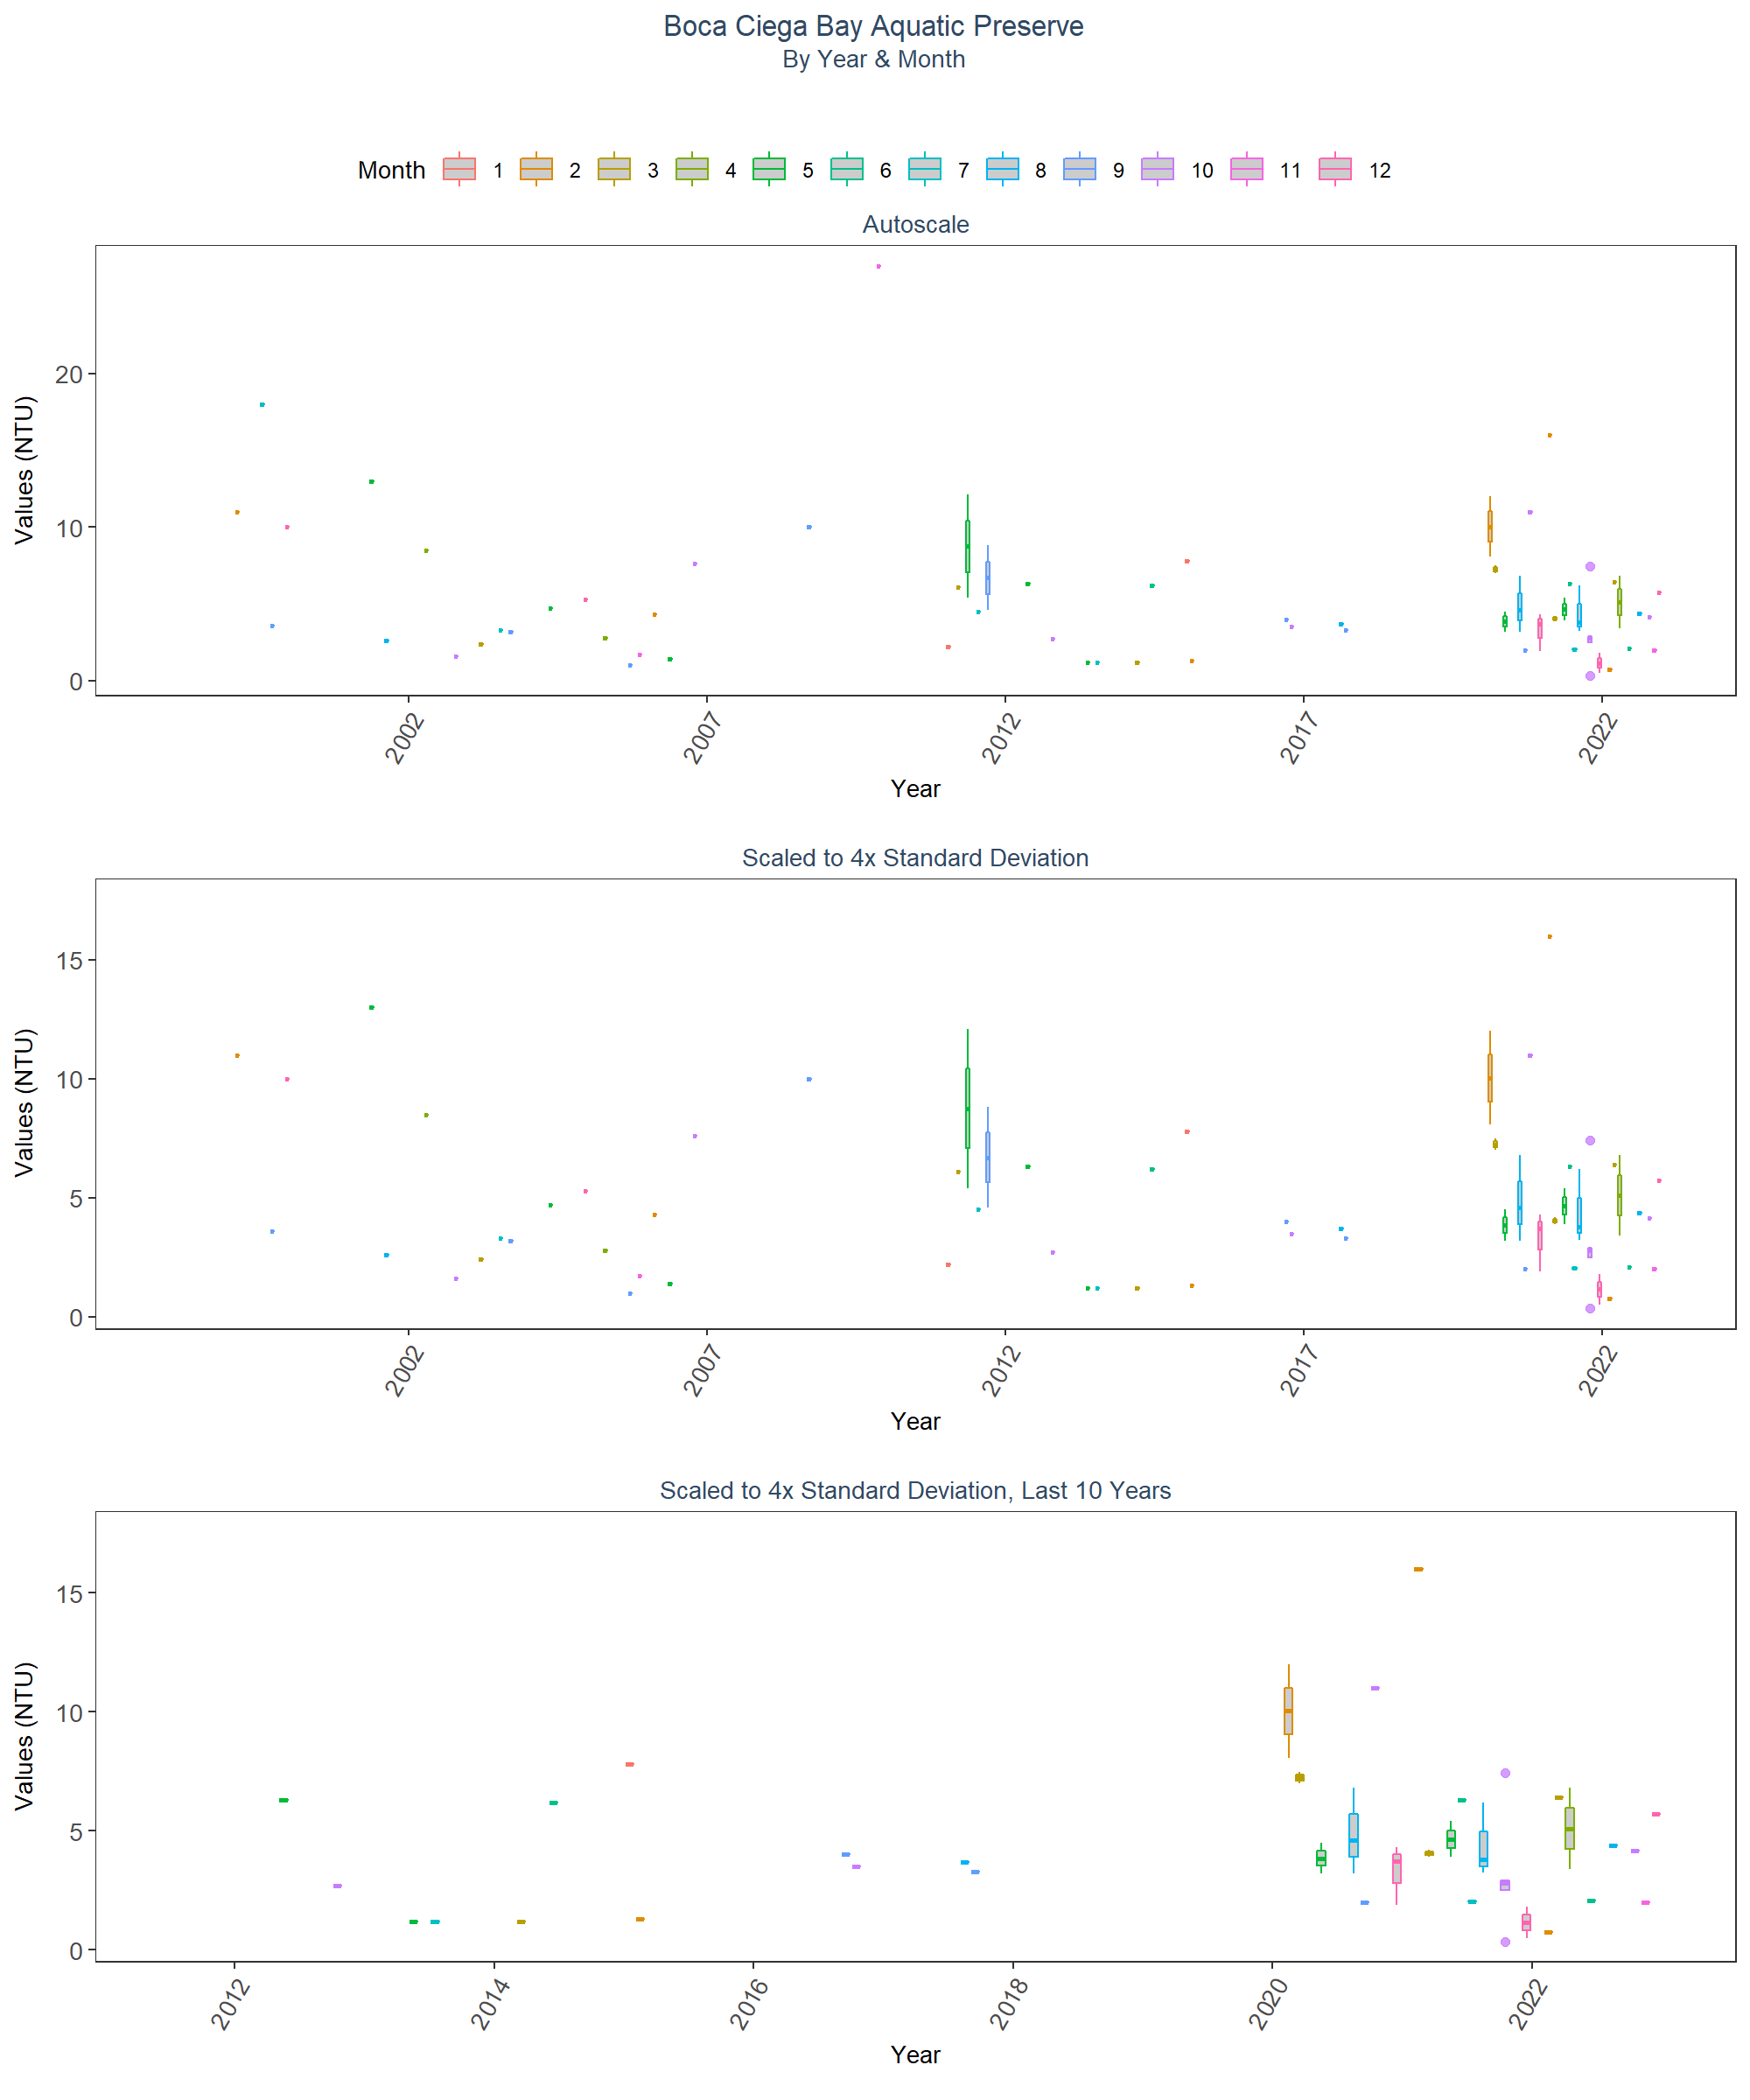 Boca Ciega Bay Aquatic Preserve
By Year & Month
Month 1 2 3 4 5 6 7 8 9 10 11 12
Autoscale
Values (NTU)
20
10
0
2002 2007 2012 2017 2022
Year
Scaled to 4x Standard Deviation
Values (NTU)
15
10
5
0
2002 2007 2012 2017 2022
Year
Scaled to 4x Standard Deviation, Last 10 Years
Values (NTU)
15
10
5
0
2012 2014 2016 2018 2020 2022
Year